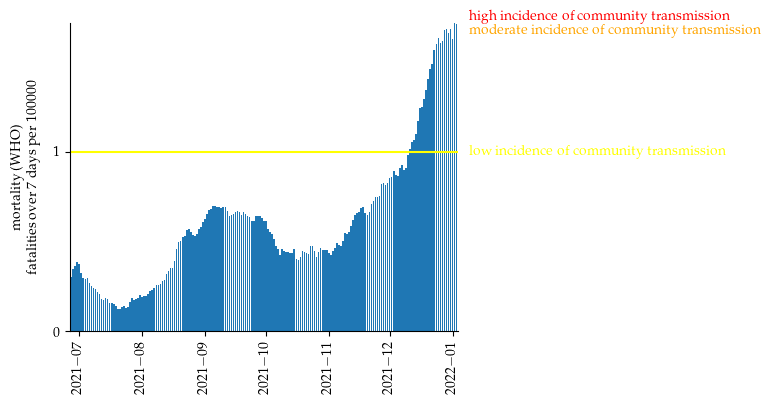 high incidence of community transmission
moderate incidence of community transmission
mortality (WHO)
fatalities over 7 days per 100000
1
low incidence of community transmission
0
2021−07
2021−08
2021−09
2021−10
2021−11
2021−12
2022−01